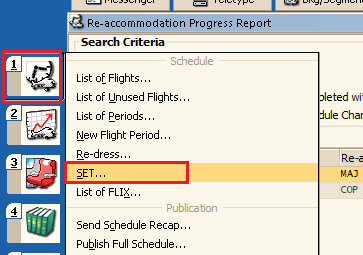 Messenger
Teletype
Bkg/Segmen
Re-accommodation Progress Report
Search Criteria
1
Schedule
List of Flights...
List of Unused Flights...
pleted with
2
List of Periods...
dule Chan
New Flight Period...
Re-dress...
Re-a
3
SET...
MAJ
List of FLIX...
COP
Publication
4
Send Schedule Recap...
Publish Full Schedule...